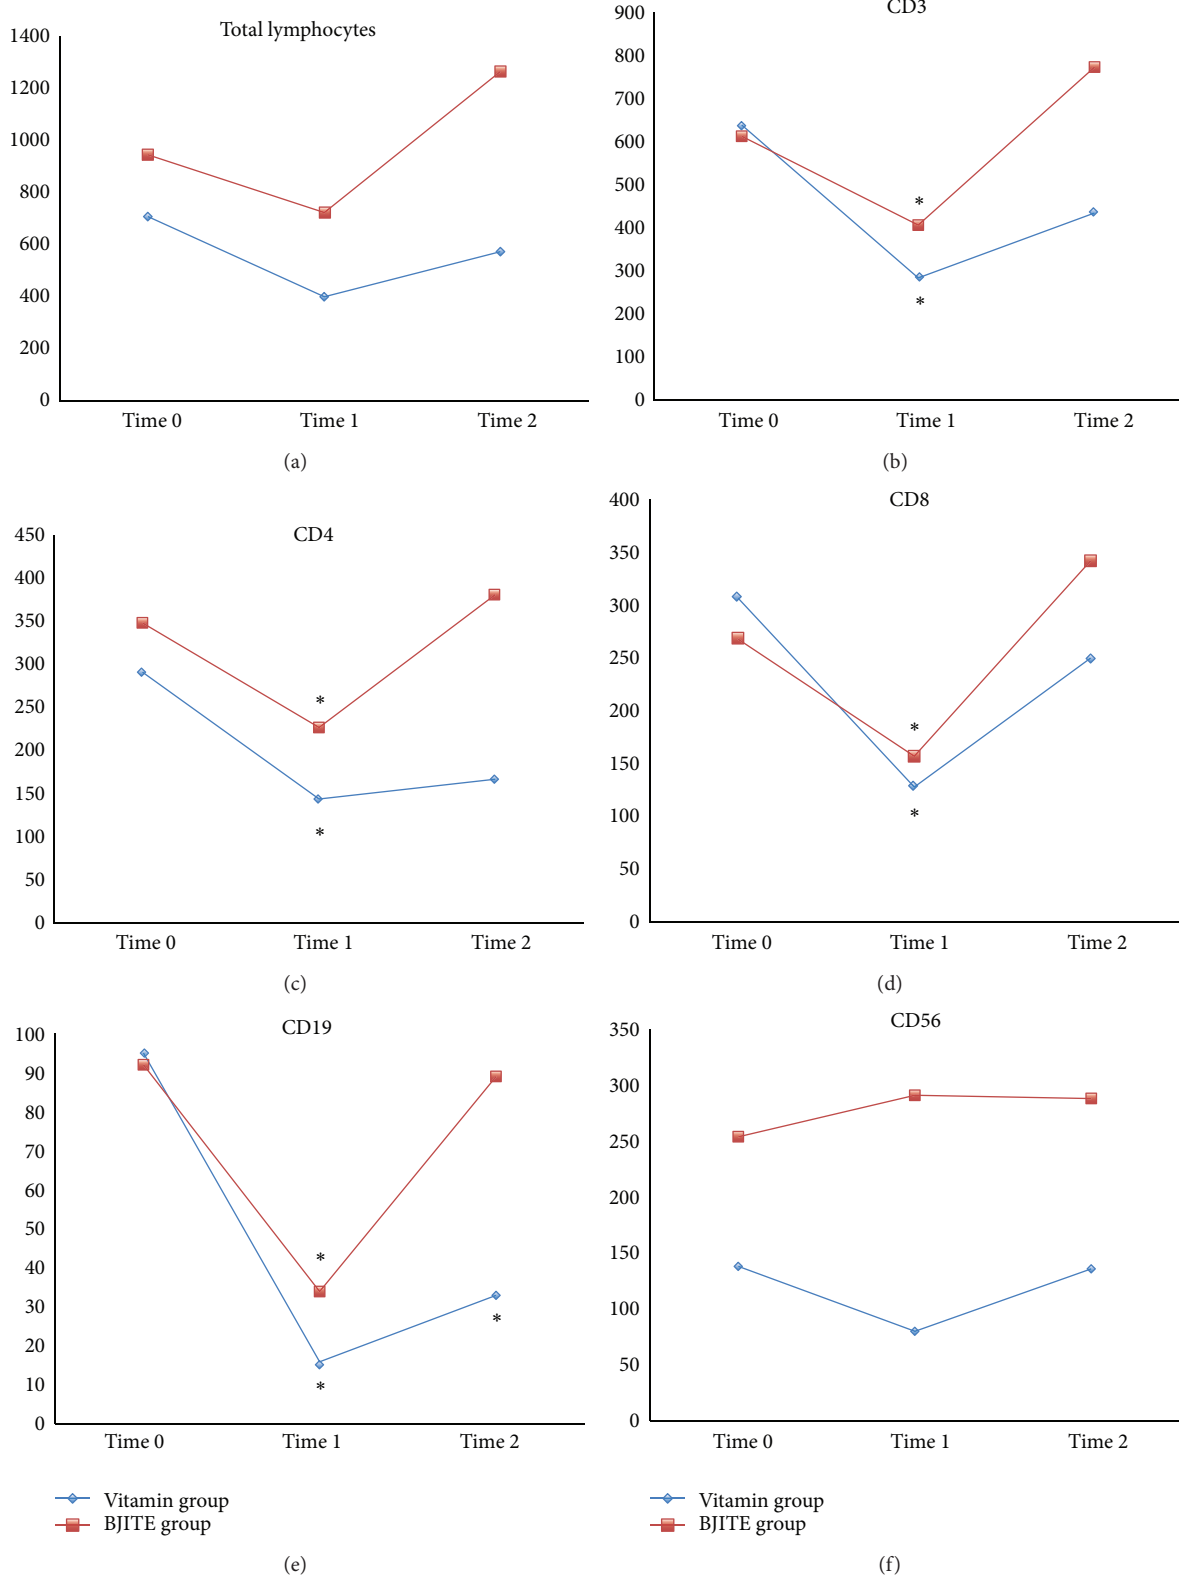 Total lymphocytes
1400
1200
1000
800
600
400
200
0
Time 0 Time 1 Time 2
(a)
CD3
900
800
700
600
500
400
300
200
100
0
*
*
Time 0 Time 1 Time 2
(b)
CD4
450
400
350
300
250
200
150
100
50
0
*
*
Time 0 Time 1 Time 2
(c)
CD8
400
350
300
250
200
150
100
50
0
*
*
Time 0 Time 1 Time 2
(d)
CD19
100
90
80
70
60
50
40
30
20
10
0
*
*
*
Time 0 Time 1 Time 2
Vitamin group
BJITE group
(e)
CD56
350
300
250
200
150
100
50
0
Time 0 Time 1 Time 2
Vitamin group
BJITE group
(f)